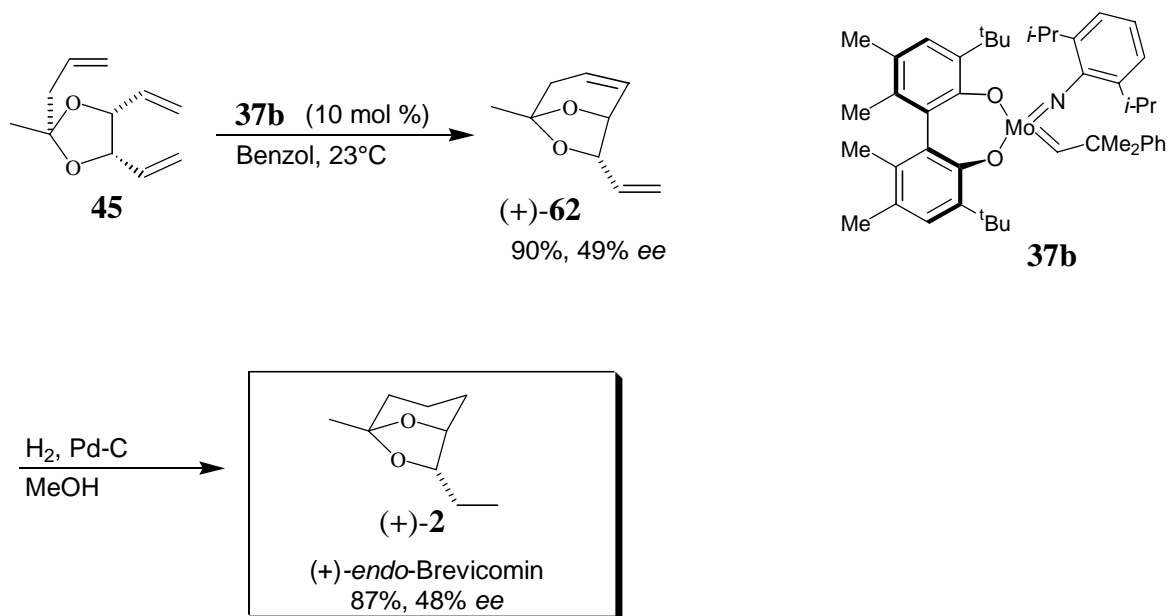 O
O
45
37b (10 mol %)
Benzol, 23°C
O
O
(+)-62
90%, 49% ee
Me
Me
Me
Me
tBu
tBu
O
O
Mo
N
i-Pr
i-Pr
CMe2Ph
37b
H2, Pd-C
MeOH
O
O
(+)-2
(+)-endo-Brevicomin
87%, 48% ee